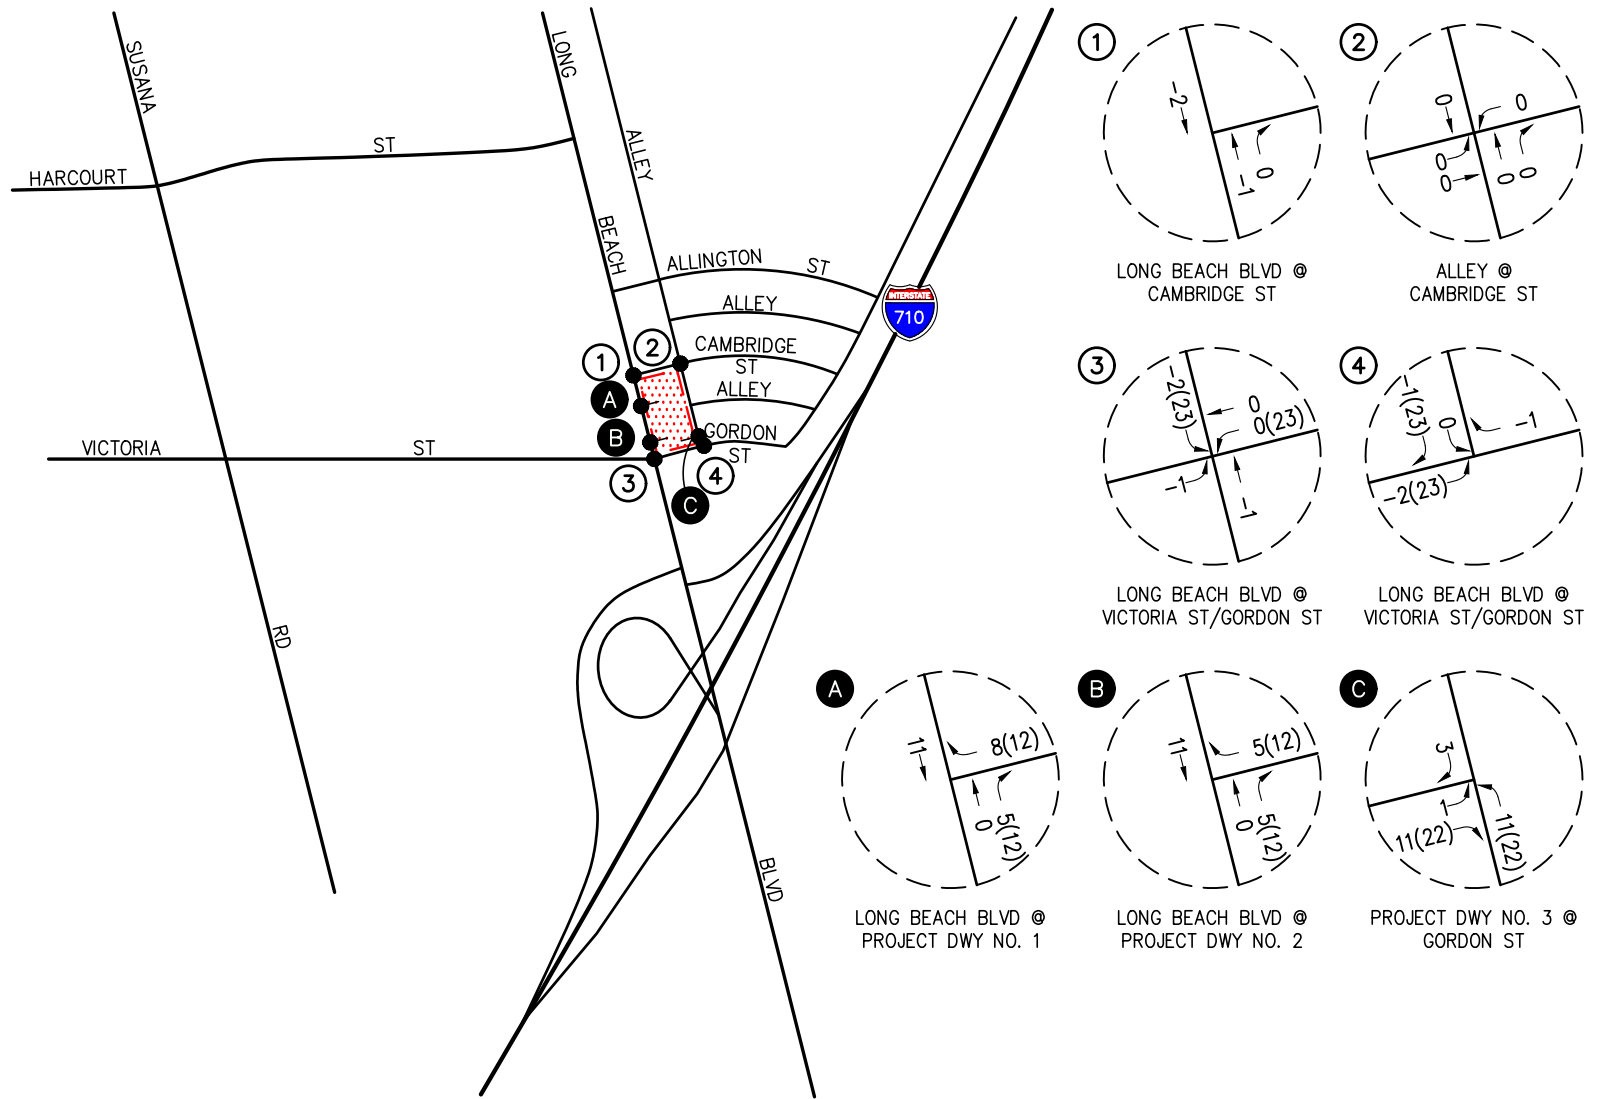 SUSANA
RD
HARCOURT
ST
LONG
BEACH
BLVD
ALLEY
ALLINGTON
ST
ALLEY
CAMBRIDGE
ST
ALLEY
GORDON
ST
VICTORIA
ST
INTERSTATE
710
1
2
A
B
3
4
C
1
-2
-1
0
LONG BEACH BLVD @
CAMBRIDGE ST
2
0
0
0
0
0
0
ALLEY @
CAMBRIDGE ST
3
-2(23)
0
0(23)
-1
-1
LONG BEACH BLVD @
VICTORIA ST/GORDON ST
4
-1(23)
0
-1
-2(23)
LONG BEACH BLVD @
VICTORIA ST/GORDON ST
A
11
8(12)
0
5(12)
LONG BEACH BLVD @
PROJECT DWY NO. 1
B
11
5(12)
0
5(12)
LONG BEACH BLVD @
PROJECT DWY NO. 2
C
3
1
11(22)
11(22)
PROJECT DWY NO. 3 @
GORDON ST